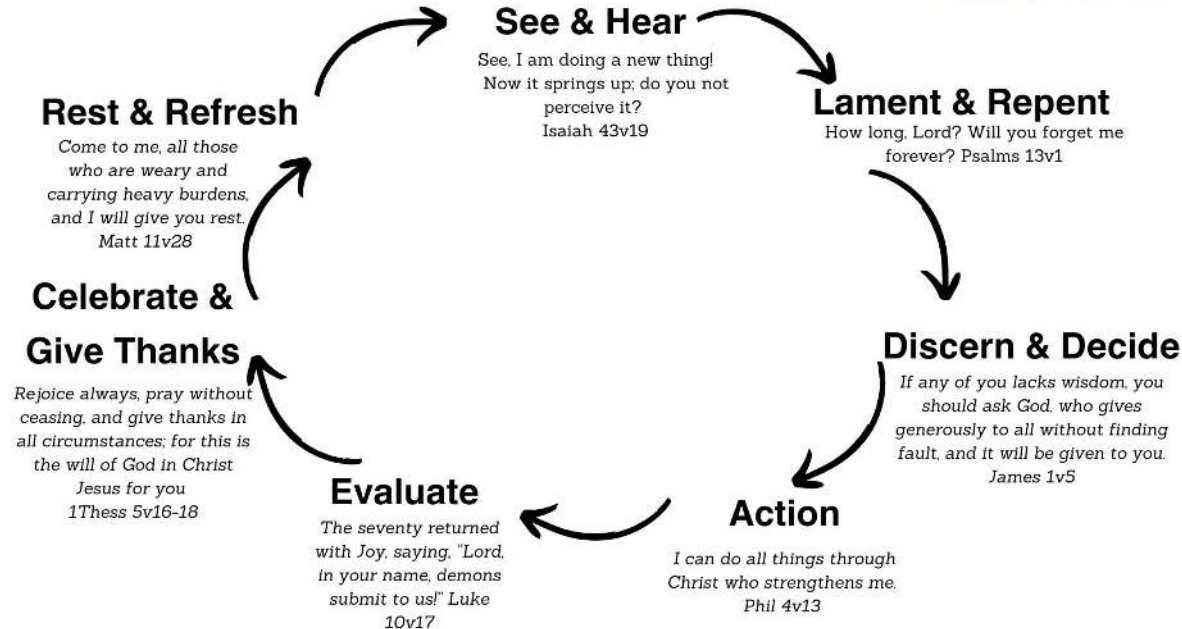 See & Hear
See, I am doing a new thing!
Now it springs up; do you not
perceive it?
Isaiah 43v19
Lament & Repent
How long, Lord? Will you forget me
forever? Psalms 13v1
Discern & Decide
If any of you lacks wisdom, you
should ask God, who gives
generously to all without finding
fault, and it will be given to you.
James 1v5
Action
I can do all things through
Christ who strengthens me.
Phil 4v13
Evaluate
The seventy returned
with Joy, saying, "Lord,
in your name, demons
submit to us!" Luke
10v17
Celebrate &
Give Thanks
Rejoice always, pray without
ceasing, and give thanks in
all circumstances; for this is
the will of God in Christ
Jesus for you
1Thess 5v16-18
Rest & Refresh
Come to me, all those
who are weary and
carrying heavy burdens,
and I will give you rest.
Matt 11v28